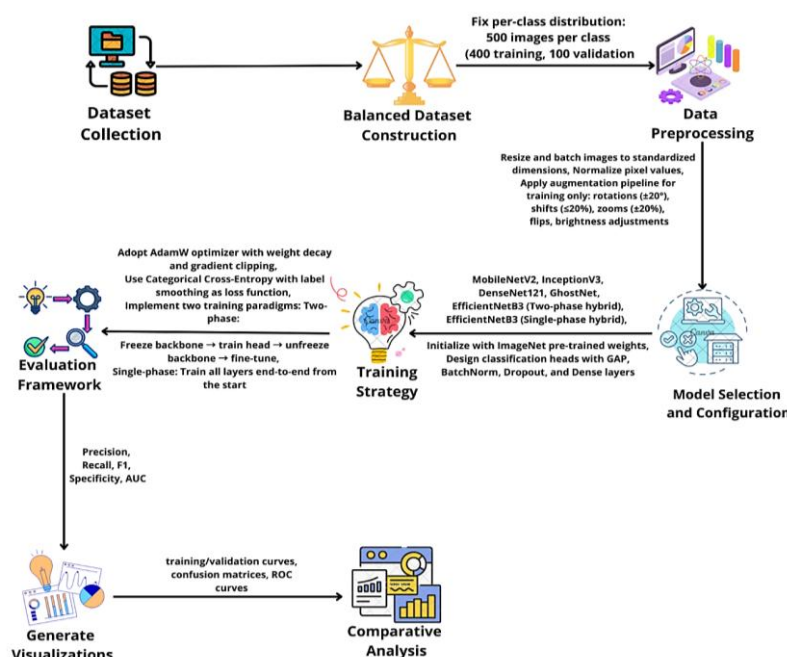 Fix per-class distribution:
500 images per class
(400 training, 100 validation
Dataset
Collection
Balanced Dataset
Construction
Data
Preprocessing
Resize and batch images to standardized
dimensions, Normalize pixel values,
Apply augmentation pipeline for
training only: rotations (±20°),
shifts (≤20%), zooms (±20%),
flips, brightness adjustments
MobileNetV2, InceptionV3,
DenseNet121, GhostNet,
EfficientNetB3 (Two-phase hybrid),
EfficientNetB3 (Single-phase hybrid),
Initialize with ImageNet pre-trained weights,
Design classification heads with GAP,
BatchNorm, Dropout, and Dense layers
Canva
Model Selection
and Configuration
Canva
Training
Strategy
Adopt AdamW optimizer with weight decay
and gradient clipping,
Use Categorical Cross-Entropy with label
smoothing as loss function,
Implement two training paradigms: Two-
phase:
Freeze backbone → train head → unfreeze
backbone → fine-tune,
Single-phase: Train all layers end-to-end from
the start
Evaluation
Framework
Precision,
Recall, F1,
Specificity, AUC
Generate
Visualizations
training/validation curves,
confusion matrices, ROC
curves
Comparative
Analysis